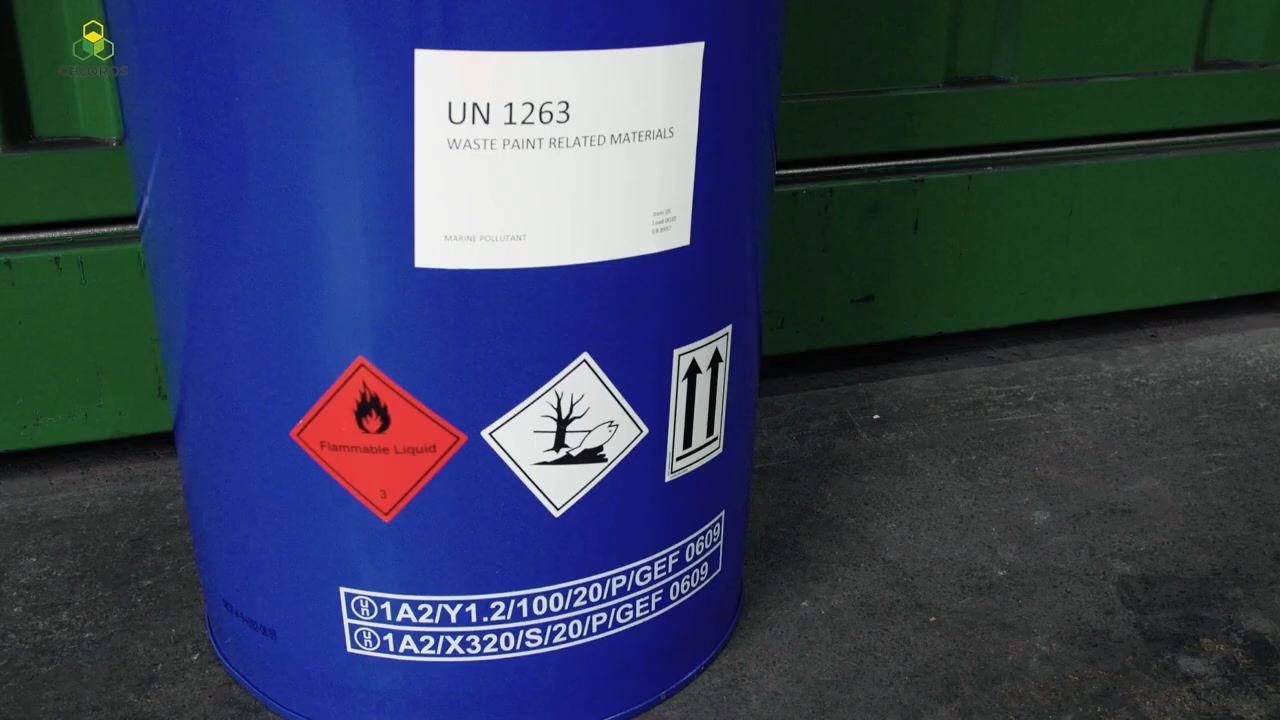 CHLOROS
UN 1263
WASTE PAINT RELATED MATERIALS
MARINE POLLUTANT
Flammable Liquid
3
1A2/Y1.2/100/20/P/GEF 0609
1A2/X320/S/20/P/GEF 0609